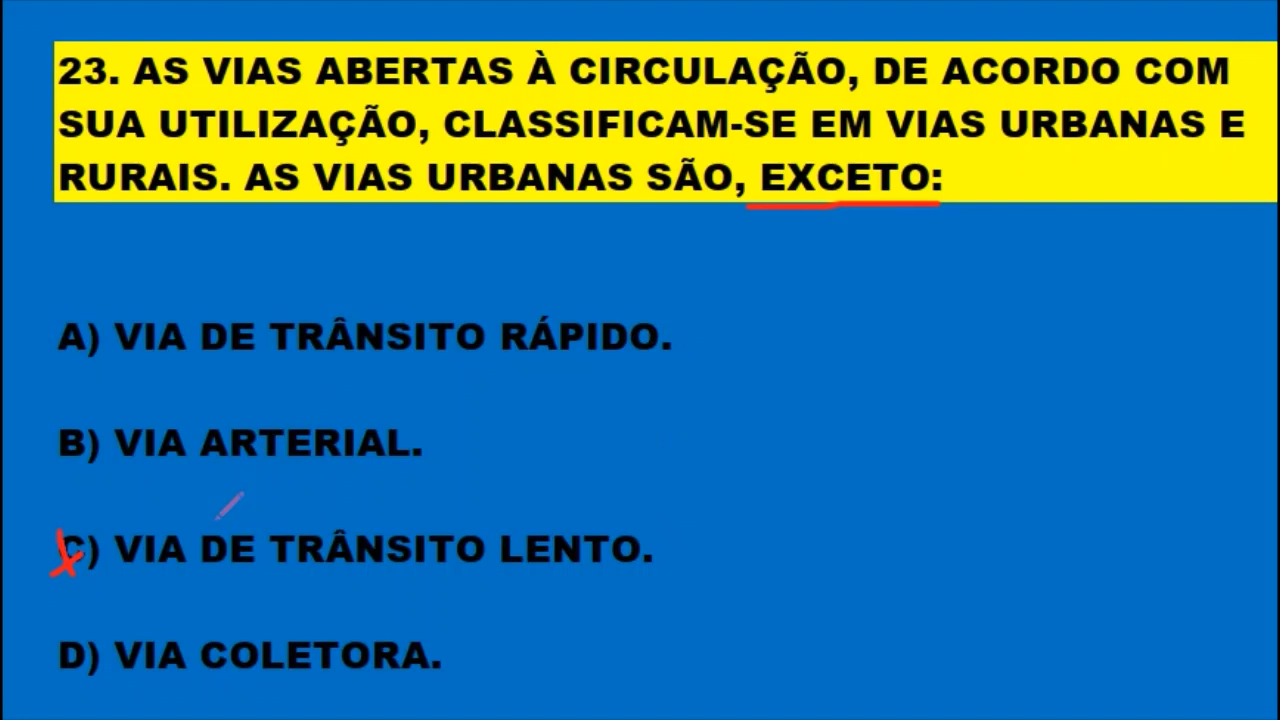 23. AS VIAS ABERTAS À CIRCULAÇÃO, DE ACORDO COM
SUA UTILIZAÇÃO, CLASSIFICAM-SE EM VIAS URBANAS E
RURAIS. AS VIAS URBANAS SÃO, EXCETO:
A) VIA DE TRÂNSITO RÁPIDO.
B) VIA ARTERIAL.
C) VIA DE TRÂNSITO LENTO.
D) VIA COLETORA.